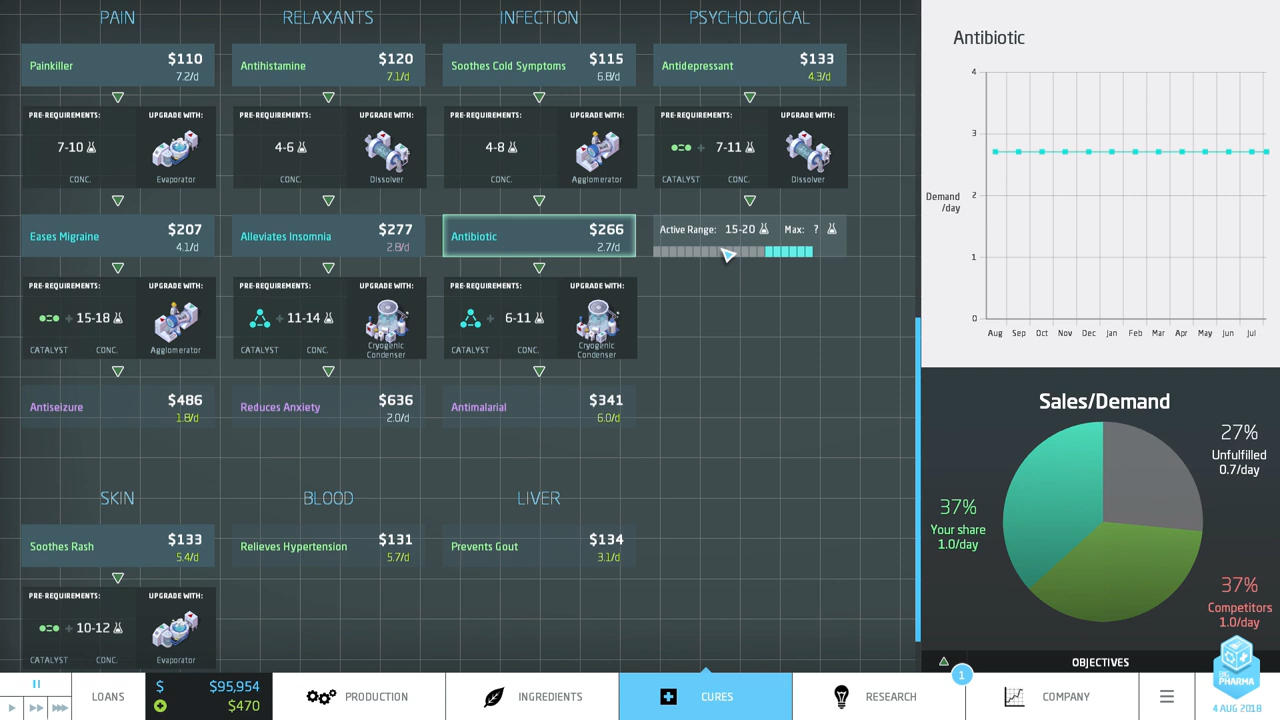 PAIN
RELAXANTS
INFECTION
PSYCHOLOGICAL
Painkiller $110
7.2/d
Antihistamine $120
7.1/d
Soothes Cold Symptoms $115
6.8/d
Antidepressant $133
4.3/d
PRE-REQUIREMENTS: UPGRADE WITH:
7-10
CONC. Evaporator
PRE-REQUIREMENTS: UPGRADE WITH:
4-6
CONC. Dissolver
PRE-REQUIREMENTS: UPGRADE WITH:
4-8
CONC. Agglomerator
PRE-REQUIREMENTS: UPGRADE WITH:
+ 7-11
CATALYST CONC. Dissolver
Eases Migraine $207
4.1/d
Alleviates Insomnia $277
2.8/d
Antibiotic $266
2.7/d
Active Range: 15-20 Max: ?
PRE-REQUIREMENTS: UPGRADE WITH:
+ 15-18
CATALYST CONC. Agglomerator
PRE-REQUIREMENTS: UPGRADE WITH:
+ 11-14
CATALYST CONC. Cryogenic
Condenser
PRE-REQUIREMENTS: UPGRADE WITH:
+ 6-11
CATALYST CONC. Cryogenic
Condenser
Antiseizure $486
1.8/d
Reduces Anxiety $636
2.0/d
Antimalarial $341
6.0/d
SKIN
BLOOD
LIVER
Soothes Rash $133
5.4/d
Relieves Hypertension $131
5.7/d
Prevents Gout $134
3.1/d
PRE-REQUIREMENTS: UPGRADE WITH:
+ 10-12
CATALYST CONC. Evaporator
Antibiotic
4
3
Demand
/day
2
1
0
Aug Sep Oct Nov Dec Jan Feb Mar Apr May Jun Jul
Sales/Demand
27%
Unfulfilled
0.7/day
37%
Your share
1.0/day
37%
Competitors
1.0/day
OBJECTIVES
1
LOANS
$ $95,954
$470
PRODUCTION
INGREDIENTS
CURES
RESEARCH
COMPANY
BIG
PHARMA
4 AUG 2018